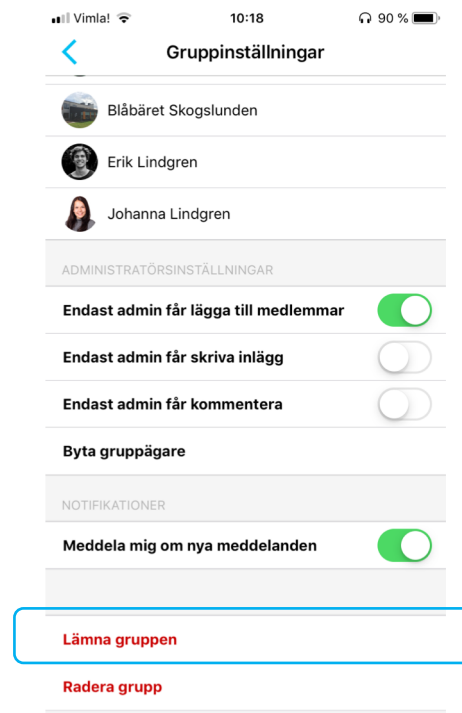 Vimla! 10:18 90 %
Gruppinställningar
Blåbäret Skogslunden
Erik Lindgren
Johanna Lindgren
ADMINISTRATÖRSINSTÄLLNINGAR
Endast admin får lägga till medlemmar
Endast admin får skriva inlägg
Endast admin får kommentera
Byta gruppägare
NOTIFIKATIONER
Meddela mig om nya meddelanden
Lämna gruppen
Radera grupp